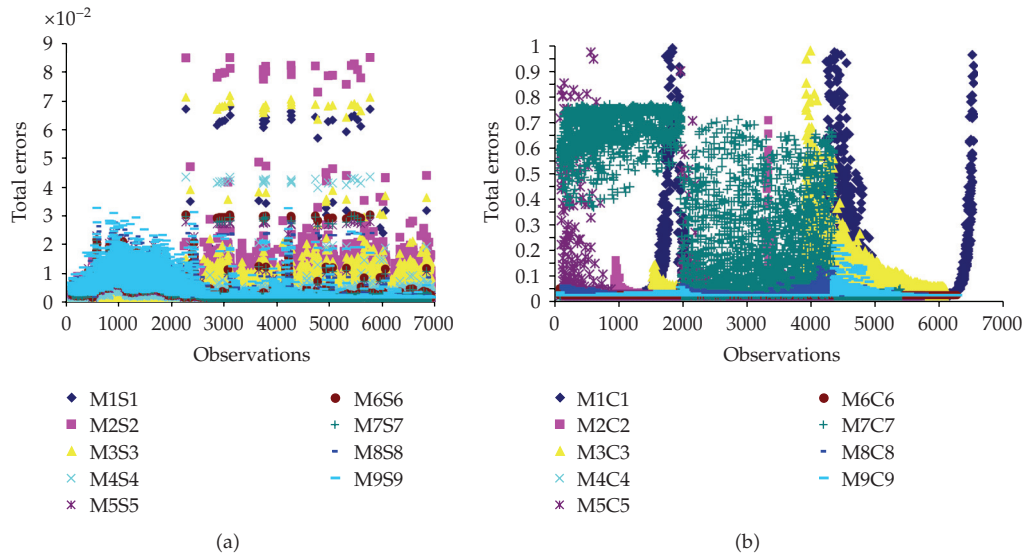 ×10⁻²
9
8
7
6
5
4
3
2
1
0
Total errors
0 1000 2000 3000 4000 5000 6000 7000
Observations
M1S1
M2S2
M3S3
M4S4
M5S5
M6S6
M7S7
M8S8
M9S9
(a)
1
0.9
0.8
0.7
0.6
0.5
0.4
0.3
0.2
0.1
0
Total errors
0 1000 2000 3000 4000 5000 6000 7000
Observations
M1C1
M2C2
M3C3
M4C4
M5C5
M6C6
M7C7
M8C8
M9C9
(b)